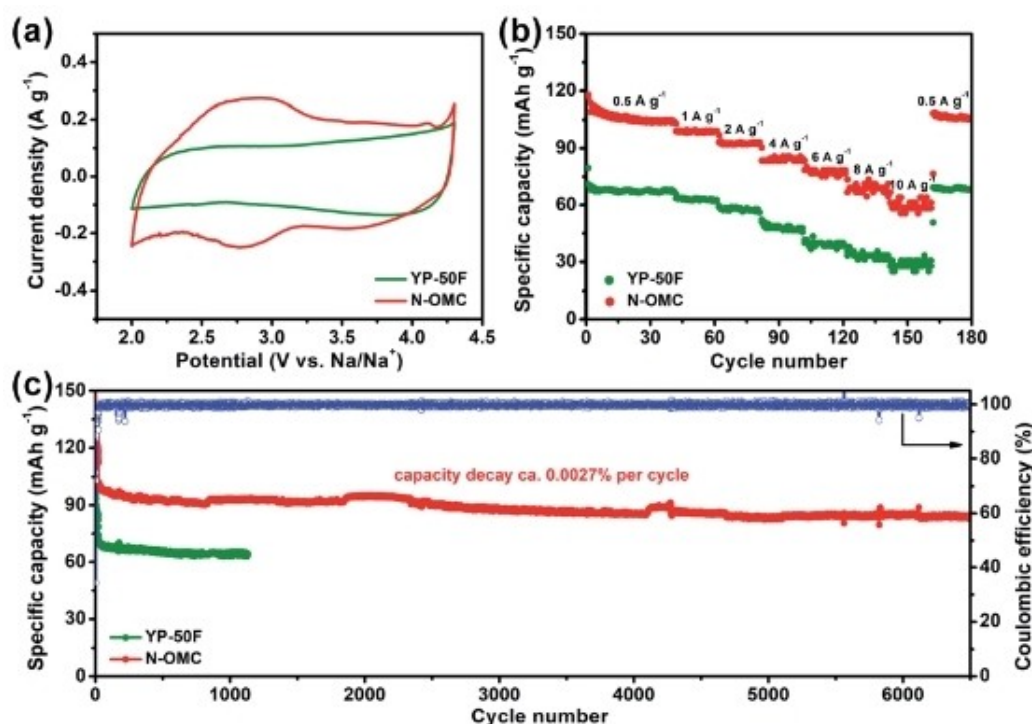 (a)
0.4
0.2
0.0
-0.2
-0.4
Current density (A g⁻¹)
YP-50F
N-OMC
2.0 2.5 3.0 3.5 4.0 4.5
Potential (V vs. Na/Na⁺)
(b)
150
120
90
60
30
0
Specific capacity (mAh g⁻¹)
0.5 A g⁻¹
1 A g⁻¹
2 A g⁻¹
4 A g⁻¹
6 A g⁻¹
8 A g⁻¹
10 A g⁻¹
0.5 A g⁻¹
YP-50F
N-OMC
0 30 60 90 120 150 180
Cycle number
(c)
150
120
90
60
30
0
Specific capacity (mAh g⁻¹)
capacity decay ca. 0.0027% per cycle
YP-50F
N-OMC
100
80
60
40
20
0
Coulombic efficiency (%)
0 1000 2000 3000 4000 5000 6000
Cycle number